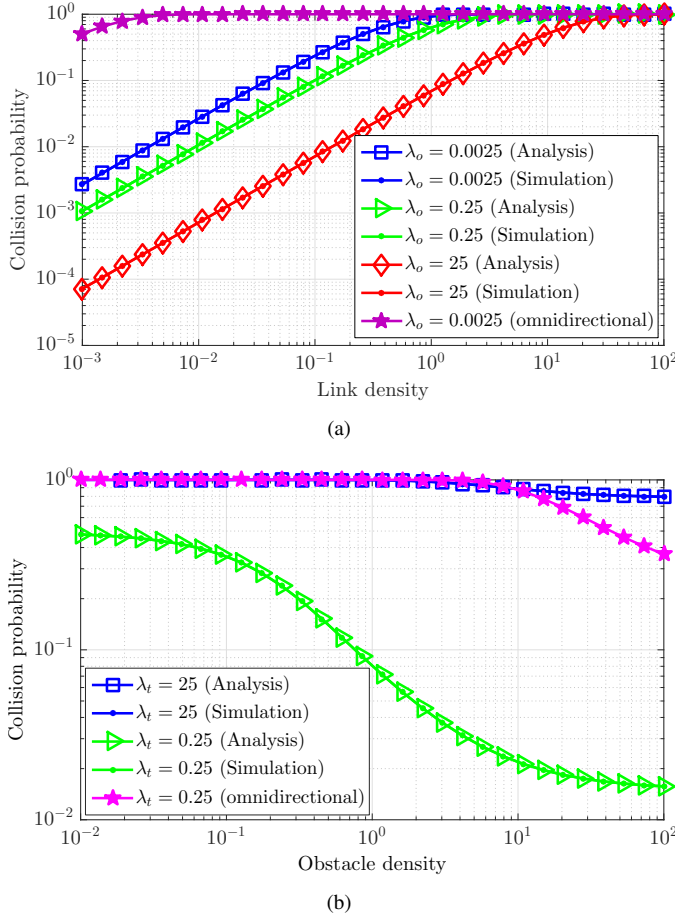 10^0
10^-1
10^-2
10^-3
10^-4
10^-5
Collision probability
λ_o = 0.0025 (Analysis)
λ_o = 0.0025 (Simulation)
λ_o = 0.25 (Analysis)
λ_o = 0.25 (Simulation)
λ_o = 25 (Analysis)
λ_o = 25 (Simulation)
λ_o = 0.0025 (omnidirectional)
10^-3 10^-2 10^-1 10^0 10^1 10^2
Link density
(a)
10^0
10^-1
10^-2
Collision probability
λ_t = 25 (Analysis)
λ_t = 25 (Simulation)
λ_t = 0.25 (Analysis)
λ_t = 0.25 (Simulation)
λ_t = 0.25 (omnidirectional)
10^-2 10^-1 10^0 10^1 10^2
Obstacle density
(b)